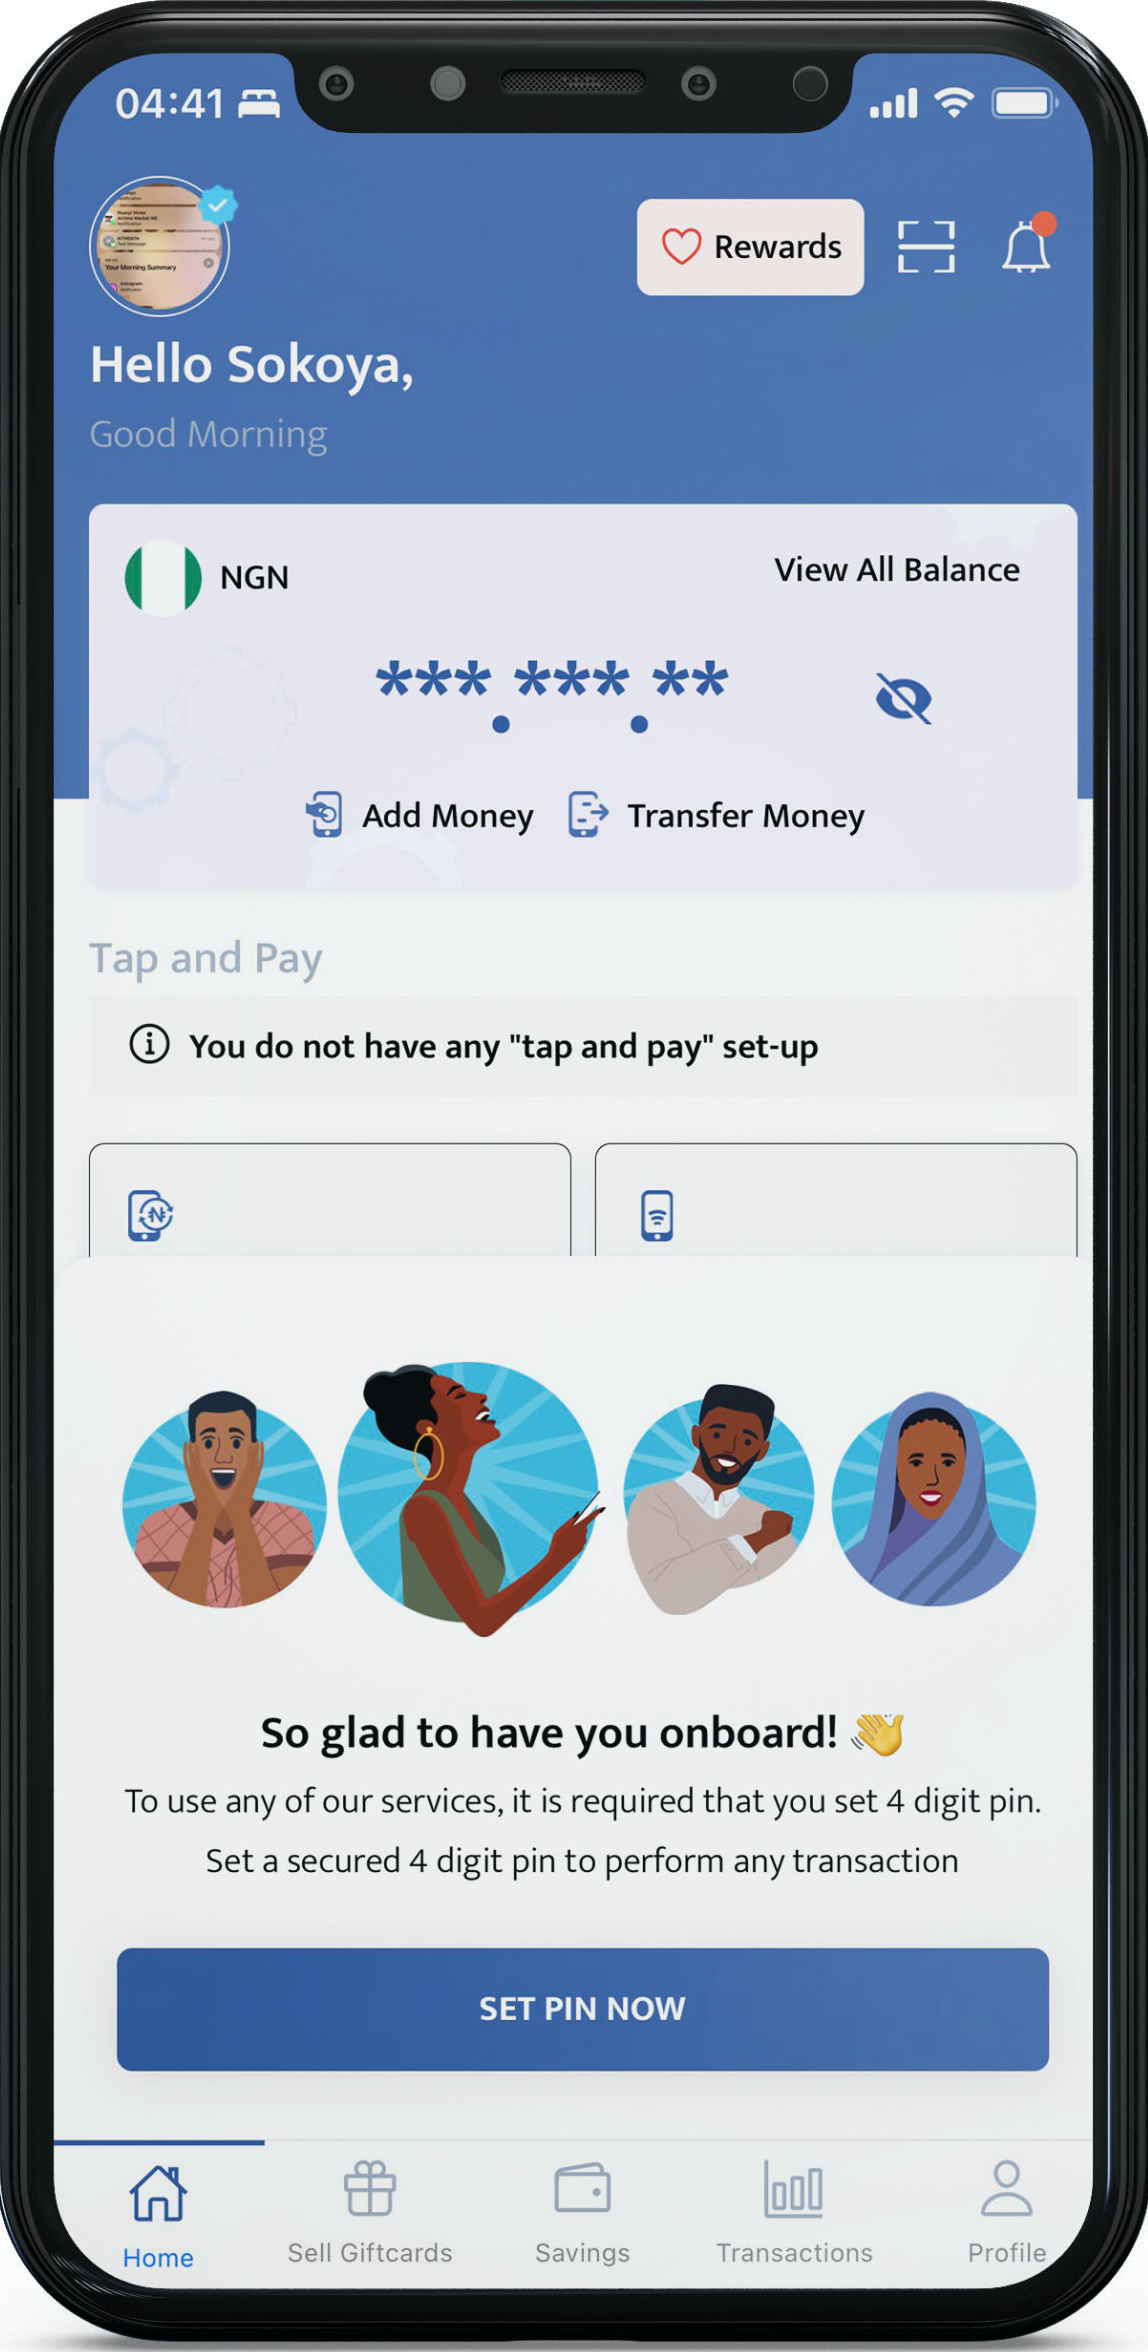 04:41
Your Morning Summary
Rewards
Hello Sokoya,
Good Morning
NGN
View All Balance
***.***.**
Add Money
Transfer Money
Tap and Pay
You do not have any "tap and pay" set-up
So glad to have you onboard! 👋
To use any of our services, it is required that you set 4 digit pin.
Set a secured 4 digit pin to perform any transaction
SET PIN NOW
Home
Sell Giftcards
Savings
Transactions
Profile